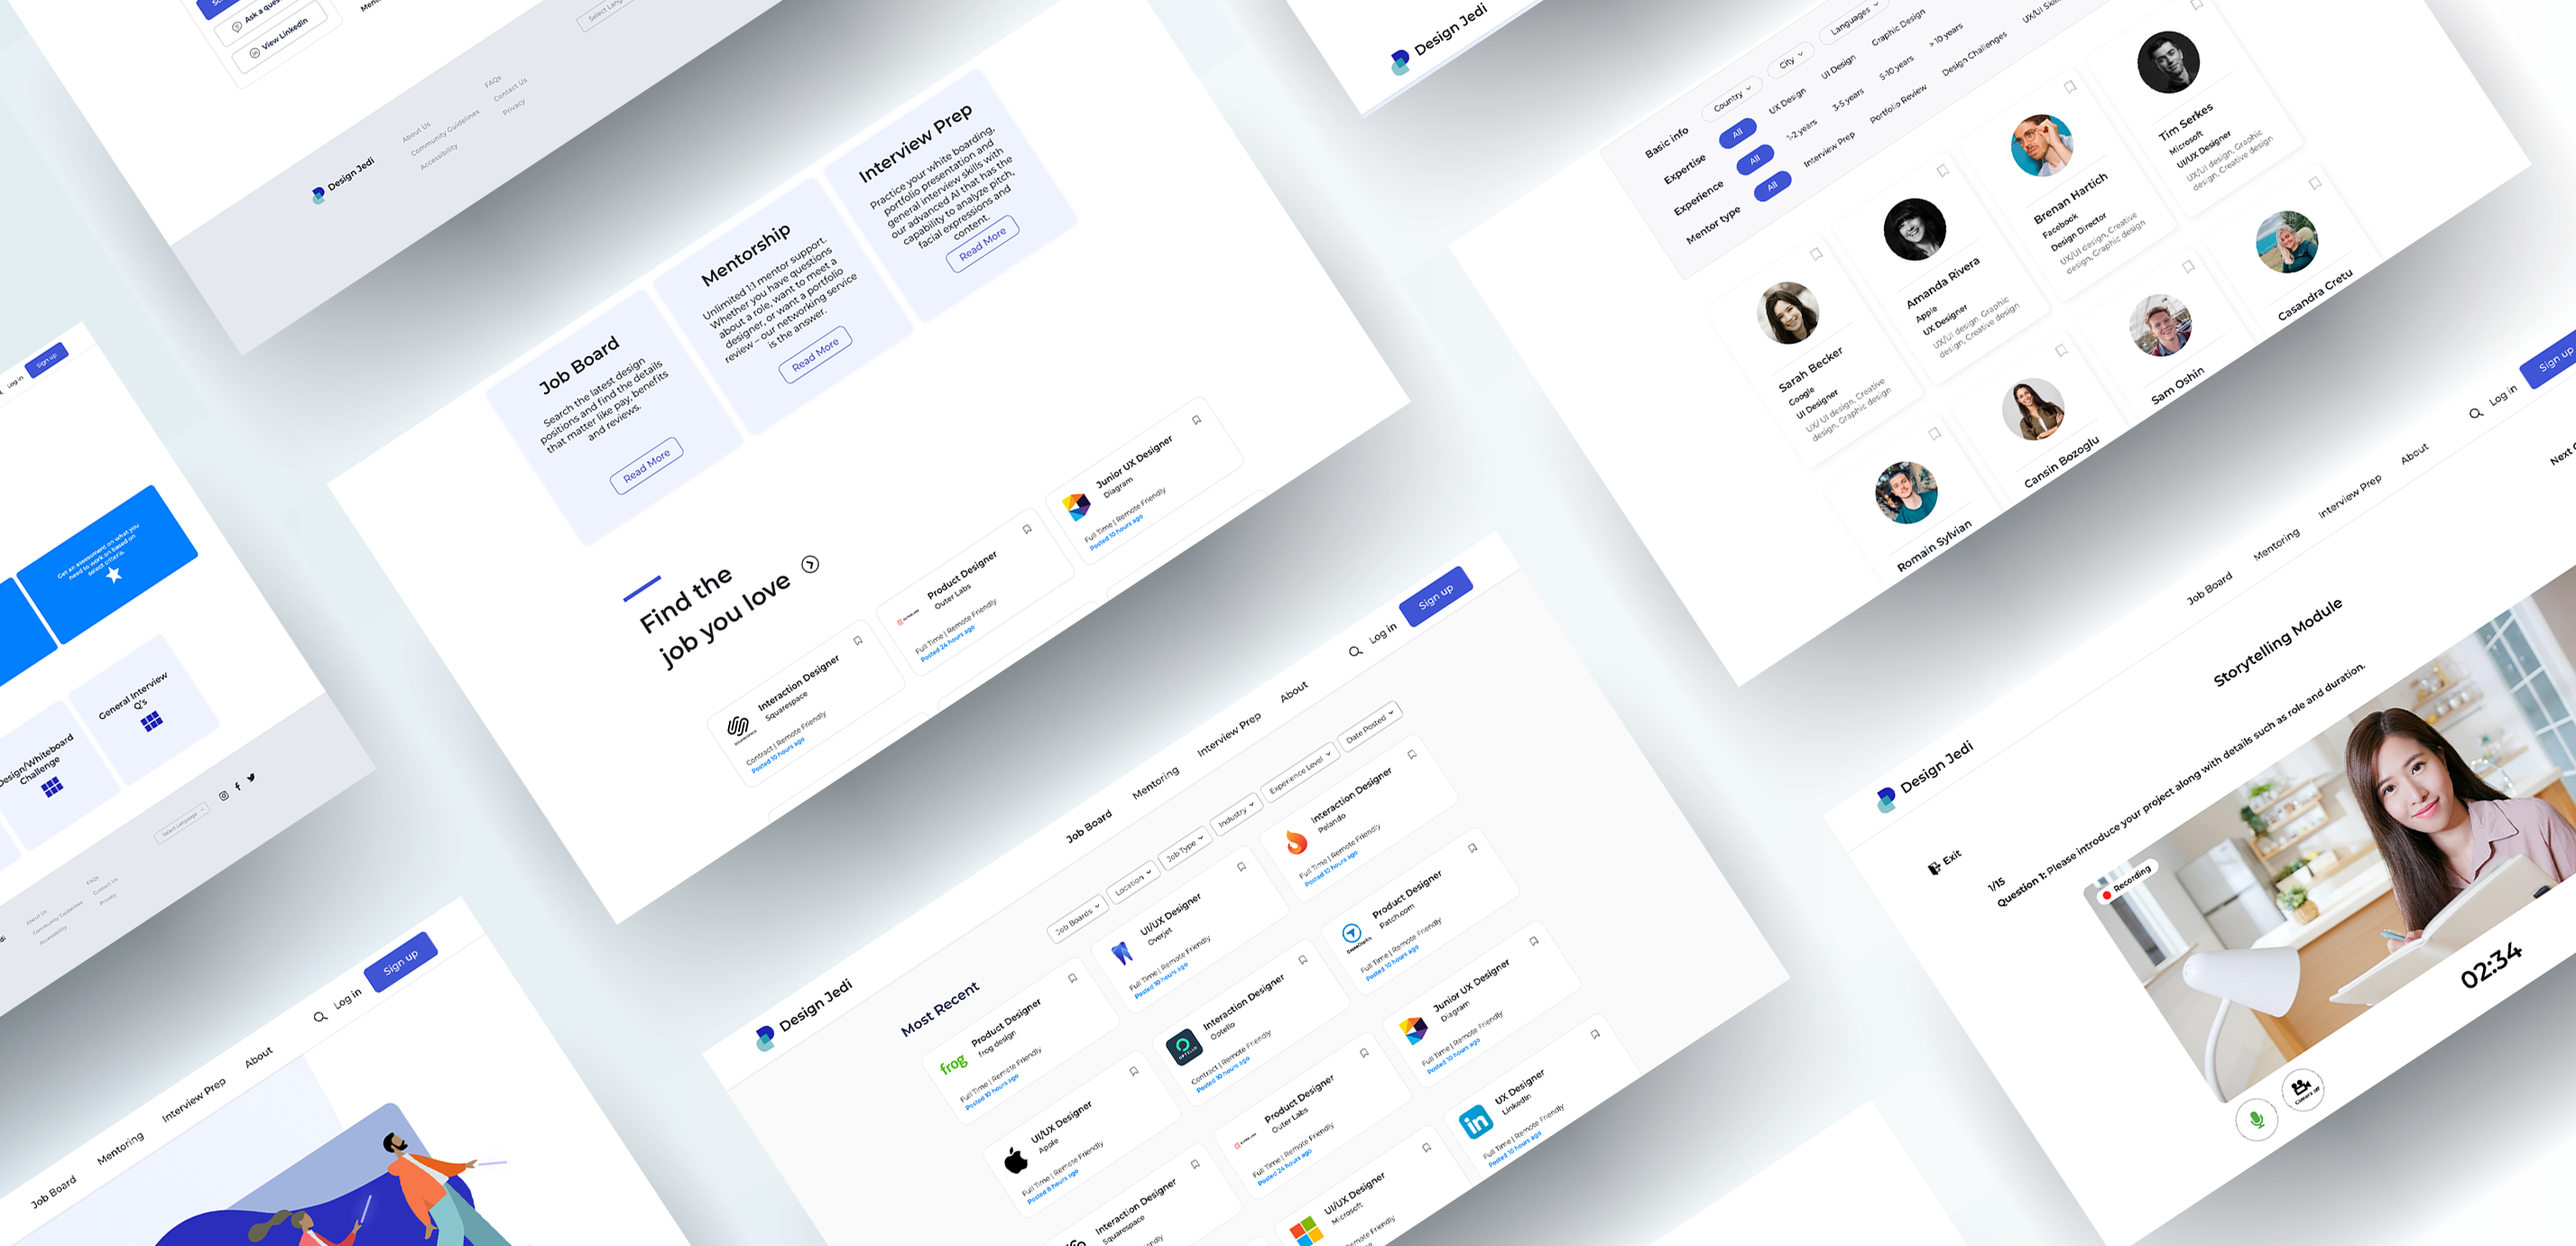 Ask a
View LinkedIn
Select
FAQs
Contact Us
Privacy
About Us
Community Guidelines
Accessibility
Design Jedi
Log in
Sign up
Get an assessment on what you
need to work on based on
select criteria.
Design/Whiteboard
Challenge
General Interview
Q's
Select Language
FAQs
Contact Us
Privacy
About Us
Community Guidelines
Accessibility
Job Board
Mentoring
Interview Prep
About
Log in
Sign up
Job Board
Search the latest design
positions and find the details
that matter like pay, benefits
and reviews.
Read More
Mentorship
Unlimited 1:1 mentor support.
Whether you have questions
about a role, want to meet a
designer, or want a portfolio
review – our networking service
is the answer.
Read More
Interview Prep
Practice your white boarding,
portfolio presentation and
general interview skills with
our advanced AI that has the
capability to analyze pitch,
facial expressions and
content.
Read More
Find the
job you love
Interaction Designer
Squarespace
Contract | Remote Friendly
Posted 10 hours ago
Product Designer
Outer Labs
Full Time | Remote Friendly
Posted 24 hours ago
Junior UX Designer
Diagram
Full Time | Remote Friendly
Posted 10 hours ago
Design Jedi
Job Board
Mentoring
Interview Prep
About
Log in
Sign up
Job Boards
Location
Job Type
Industry
Experience Level
Date Posted
Most Recent
frog
Product Designer
frog design
Full Time | Remote Friendly
Posted 10 hours ago
UI/UX Designer
Overjet
Full Time | Remote Friendly
Posted 10 hours ago
Interaction Designer
Pelando
Full Time | Remote Friendly
Posted 10 hours ago
UI/UX Designer
Apple
Full Time | Remote Friendly
Posted 8 hours ago
Interaction Designer
Optello
Contract | Remote Friendly
Posted 10 hours ago
Product Designer
Patch.com
Full Time | Remote Friendly
Posted 10 hours ago
Interaction Designer
Squarespace
Product Designer
Outer Labs
Full Time | Remote Friendly
Posted 24 hours ago
Junior UX Designer
Diagram
Full Time | Remote Friendly
Posted 10 hours ago
UI/UX Designer
Microsoft
Remote Friendly
in
UX Designer
LinkedIn
Full Time | Remote Friendly
Posted 10 hours ago
Design Jedi
Basic info
Country
City
Languages
Expertise
All
UX Design
UI Design
Graphic Design
Experience
All
1-2 years
3-5 years
5-10 years
> 10 years
Mentor type
All
Interview Prep
Portfolio Review
Design Challenges
UX/UI
Sarah Becker
Google
UI Designer
UX/ UI design, Creative
design, Graphic design
Amanda Rivera
Apple
UX Designer
UX/UI design, Graphic
design, Creative design
Brenan Hartich
Facebook
Design Director
UX/UI design, Creative
design, Graphic design
Tim Serkes
Microsoft
UI/UX Designer
UX/UI design, Graphic
design, Creative design
Romain Sylvian
Cansin Bozoglu
Sam Oshin
Casandra Cretu
Design Jedi
Job Board
Mentoring
Interview Prep
About
Log in
Sign up
Exit
Storytelling Module
Next
1/15
Question 1: Please introduce your project along with details such as role and duration.
Recording
02:34